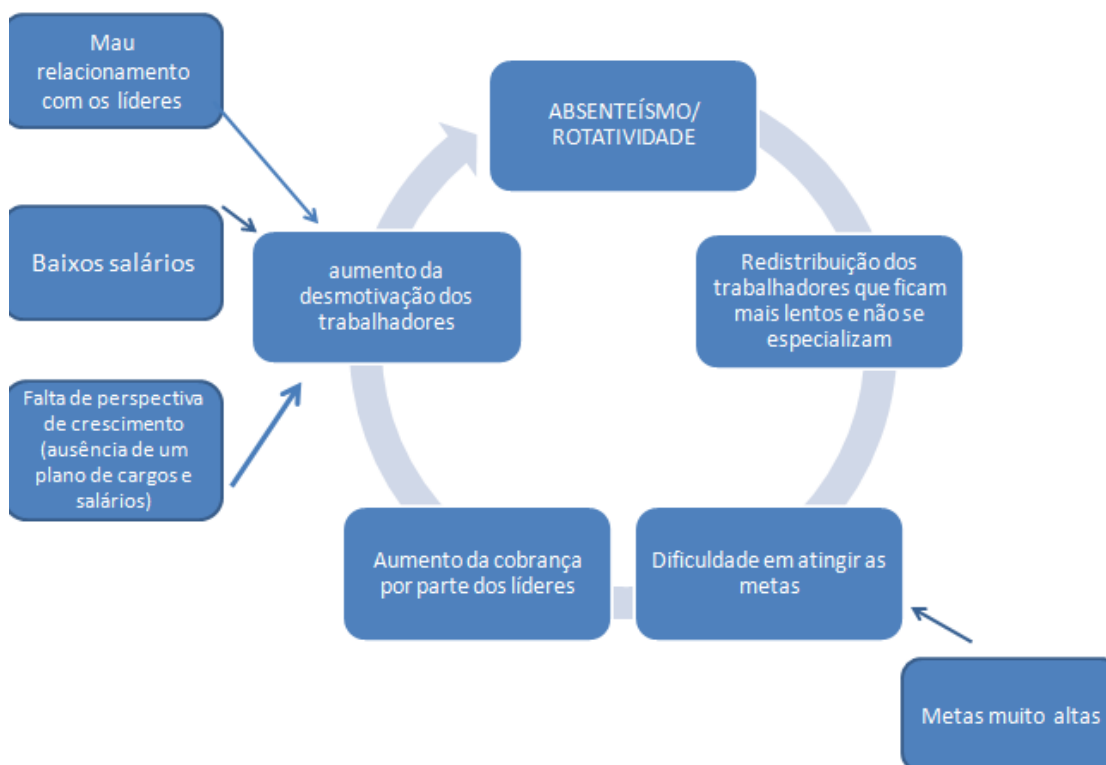 Mau
relacionamento
com os líderes
ABSENTEÍSMO/
ROTATIVIDADE
Baixos salários
aumento da
desmotivação dos
trabalhadores
Redistribuição dos
trabalhadores que ficam
mais lentos e não se
especializam
Falta de perspectiva
de crescimento
(ausência de um
plano de cargos e
salários)
Aumento da cobrança
por parte dos líderes
Dificuldade em atingir as
metas
Metas muito altas